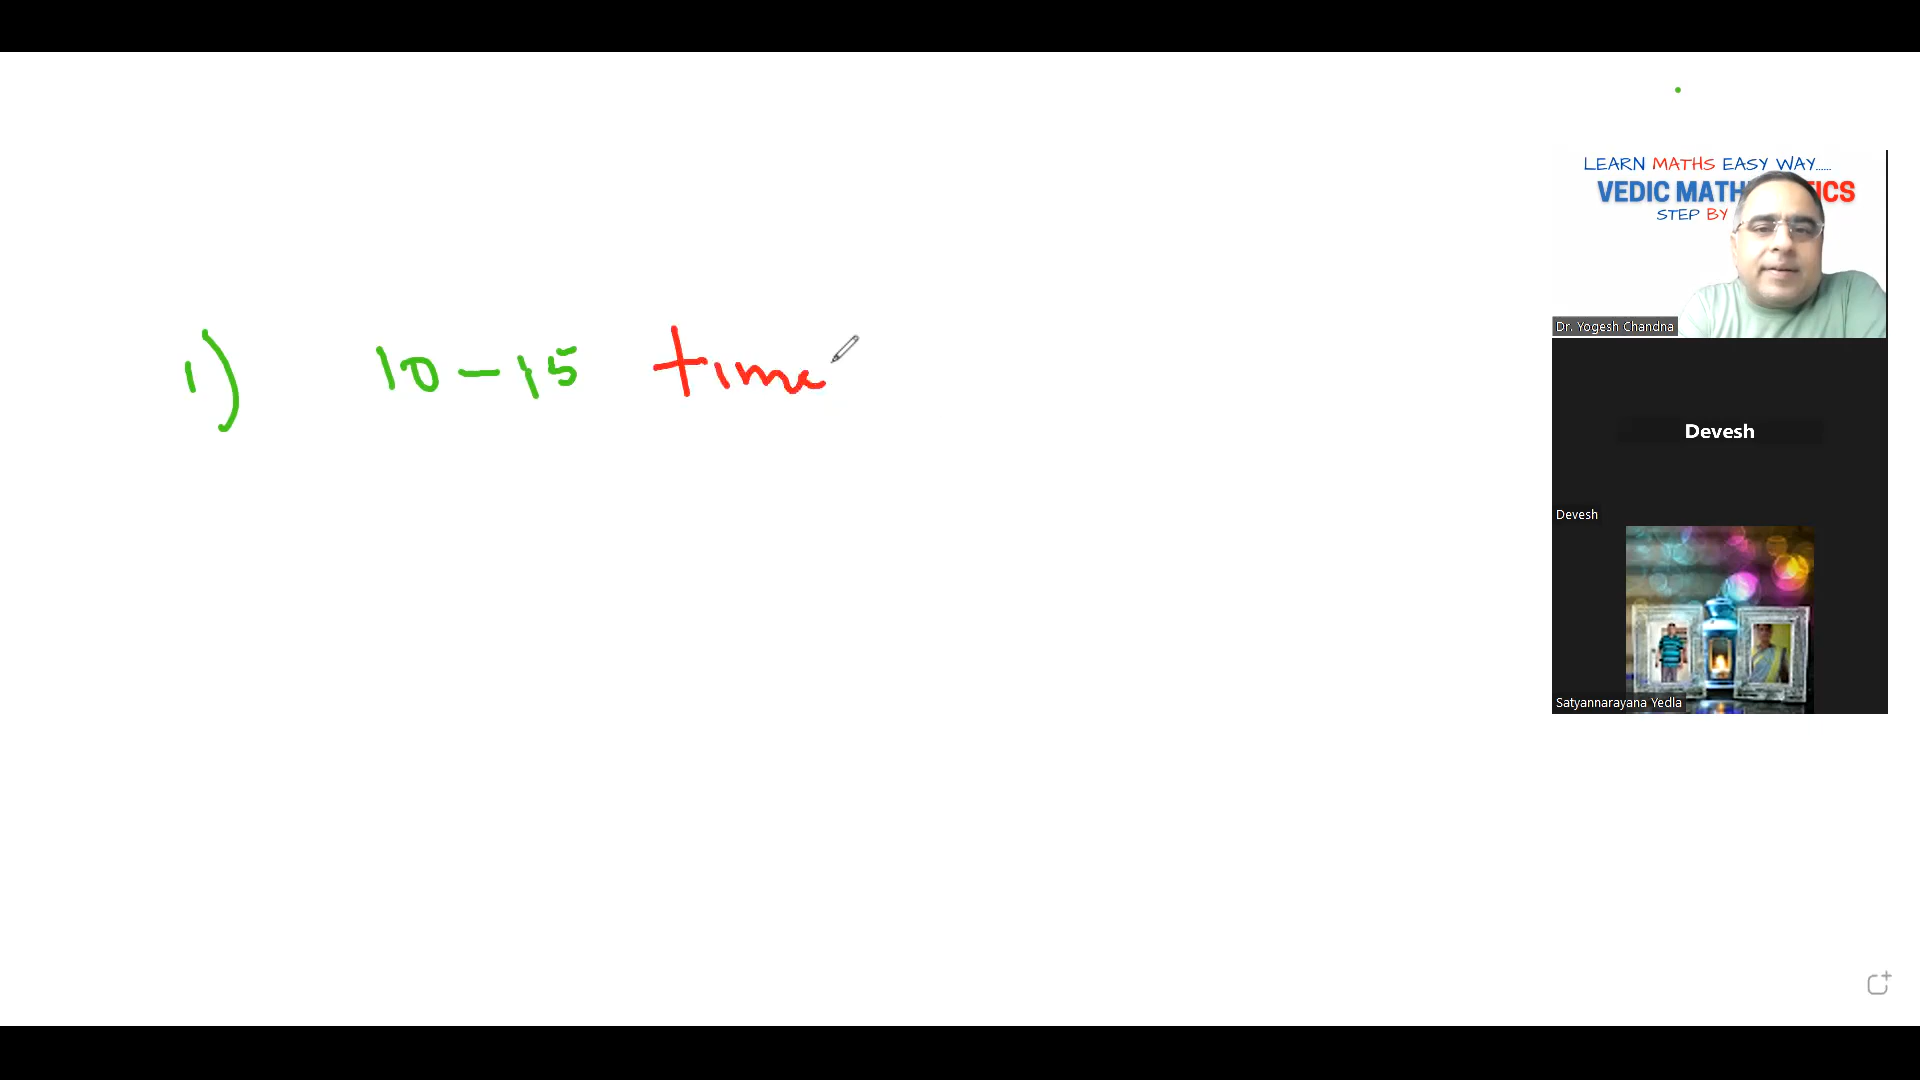 LEARN MATHS EASY WAY......
VEDIC MATH ICS
STEP BY
Dr. Yogesh Chandna
1) 10-15 time
Devesh
Devesh
Satyannarayana Yedla